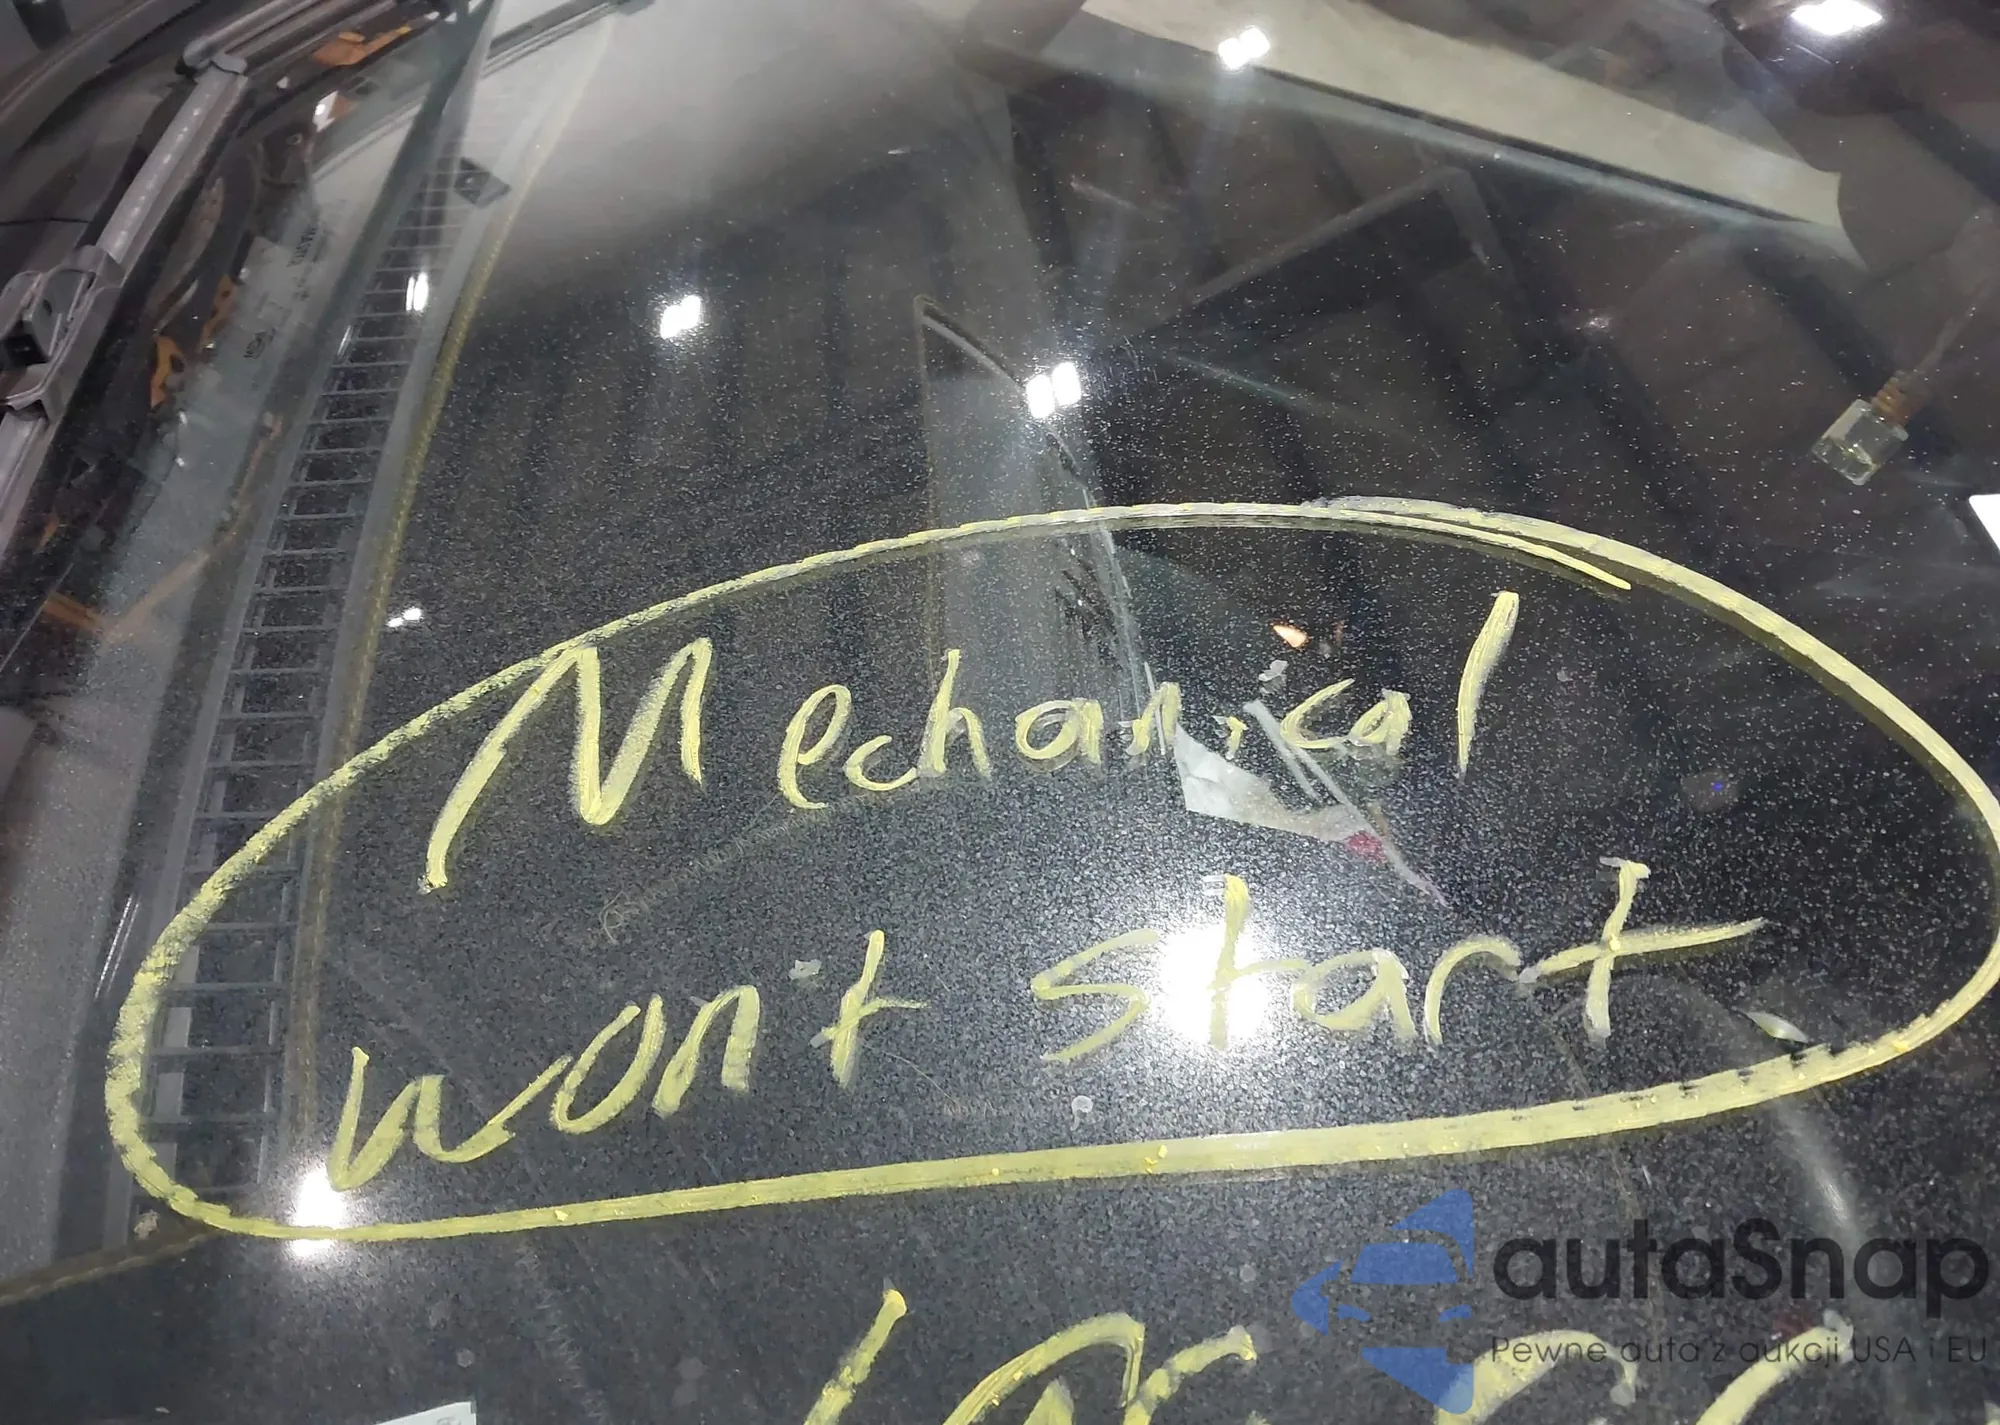 Mechanical
won't start
autaSnap
Pewne auta z aukcji USA i EU